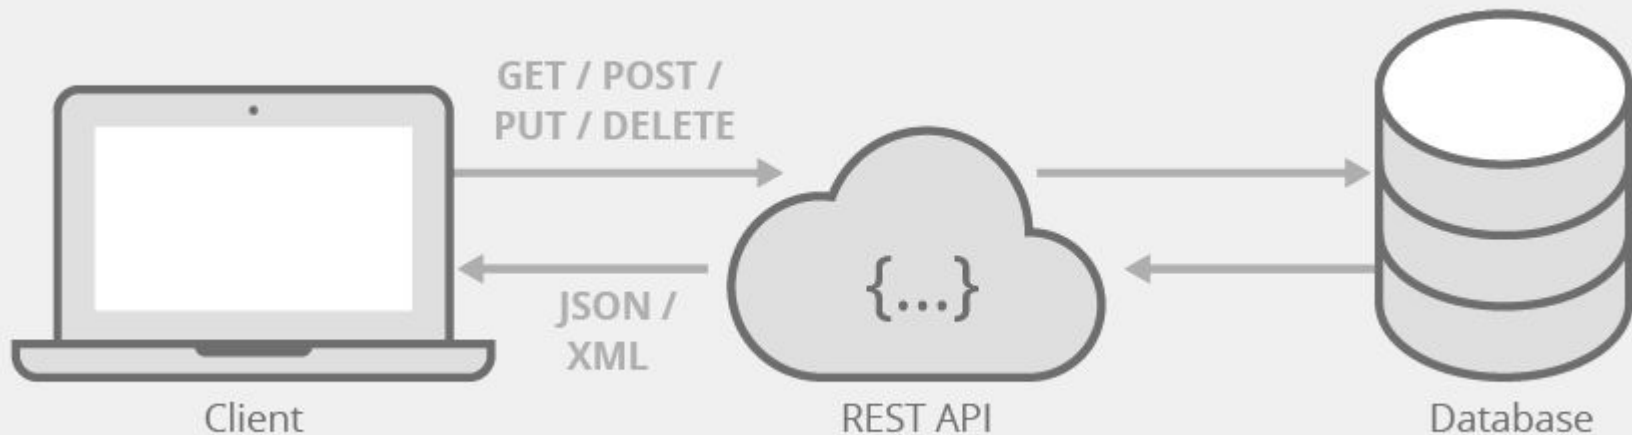 GET / POST /
PUT / DELETE
{...}
JSON /
XML
Client
REST API
Database